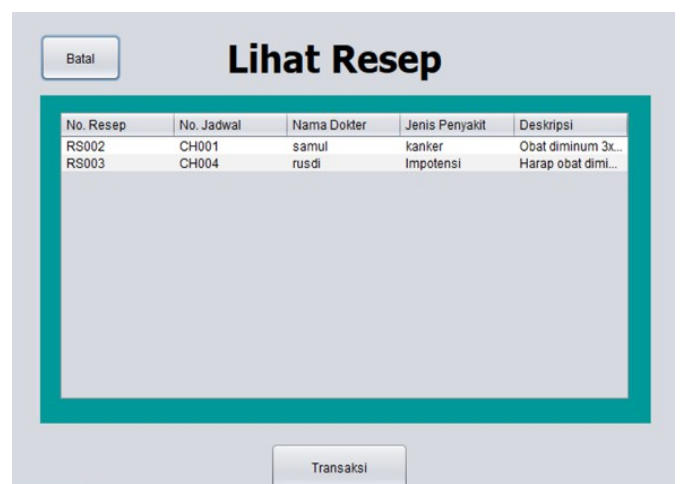 Batal
Lihat Resep
No. Resep No. Jadwal Nama Dokter Jenis Penyakit Deskripsi
RS002 CH001 samul kanker Obat diminum 3x...
RS003 CH004 rusdi Impotensi Harap obat dimi...
Transaksi